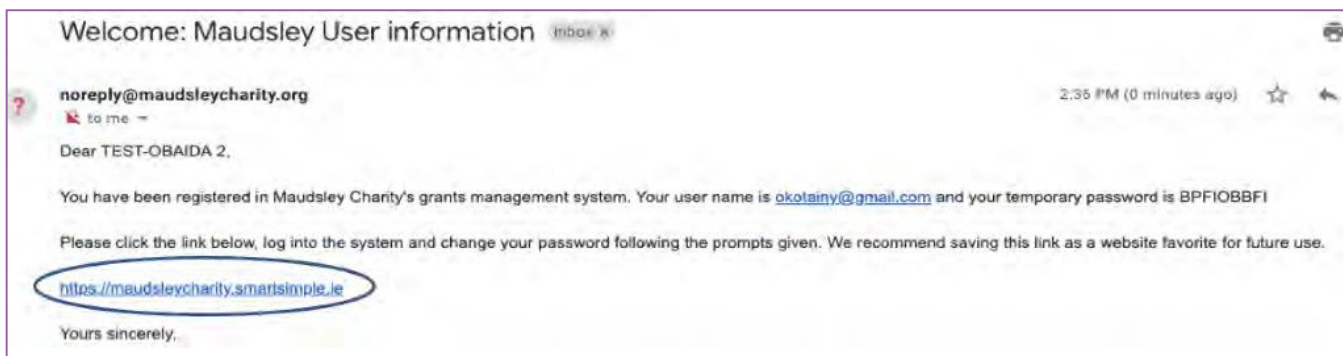 Welcome: Maudsley User information Inbox x
noreply@maudsleycharity.org 2:35 PM (0 minutes ago)
? to me
Dear TEST-OBAIDA 2,
You have been registered in Maudsley Charity's grants management system. Your user name is okotainy@gmail.com and your temporary password is BPFIOBBFI
Please click the link below, log into the system and change your password following the prompts given. We recommend saving this link as a website favorite for future use.
https://maudsleycharity.smartsimple.ie
Yours sincerely,